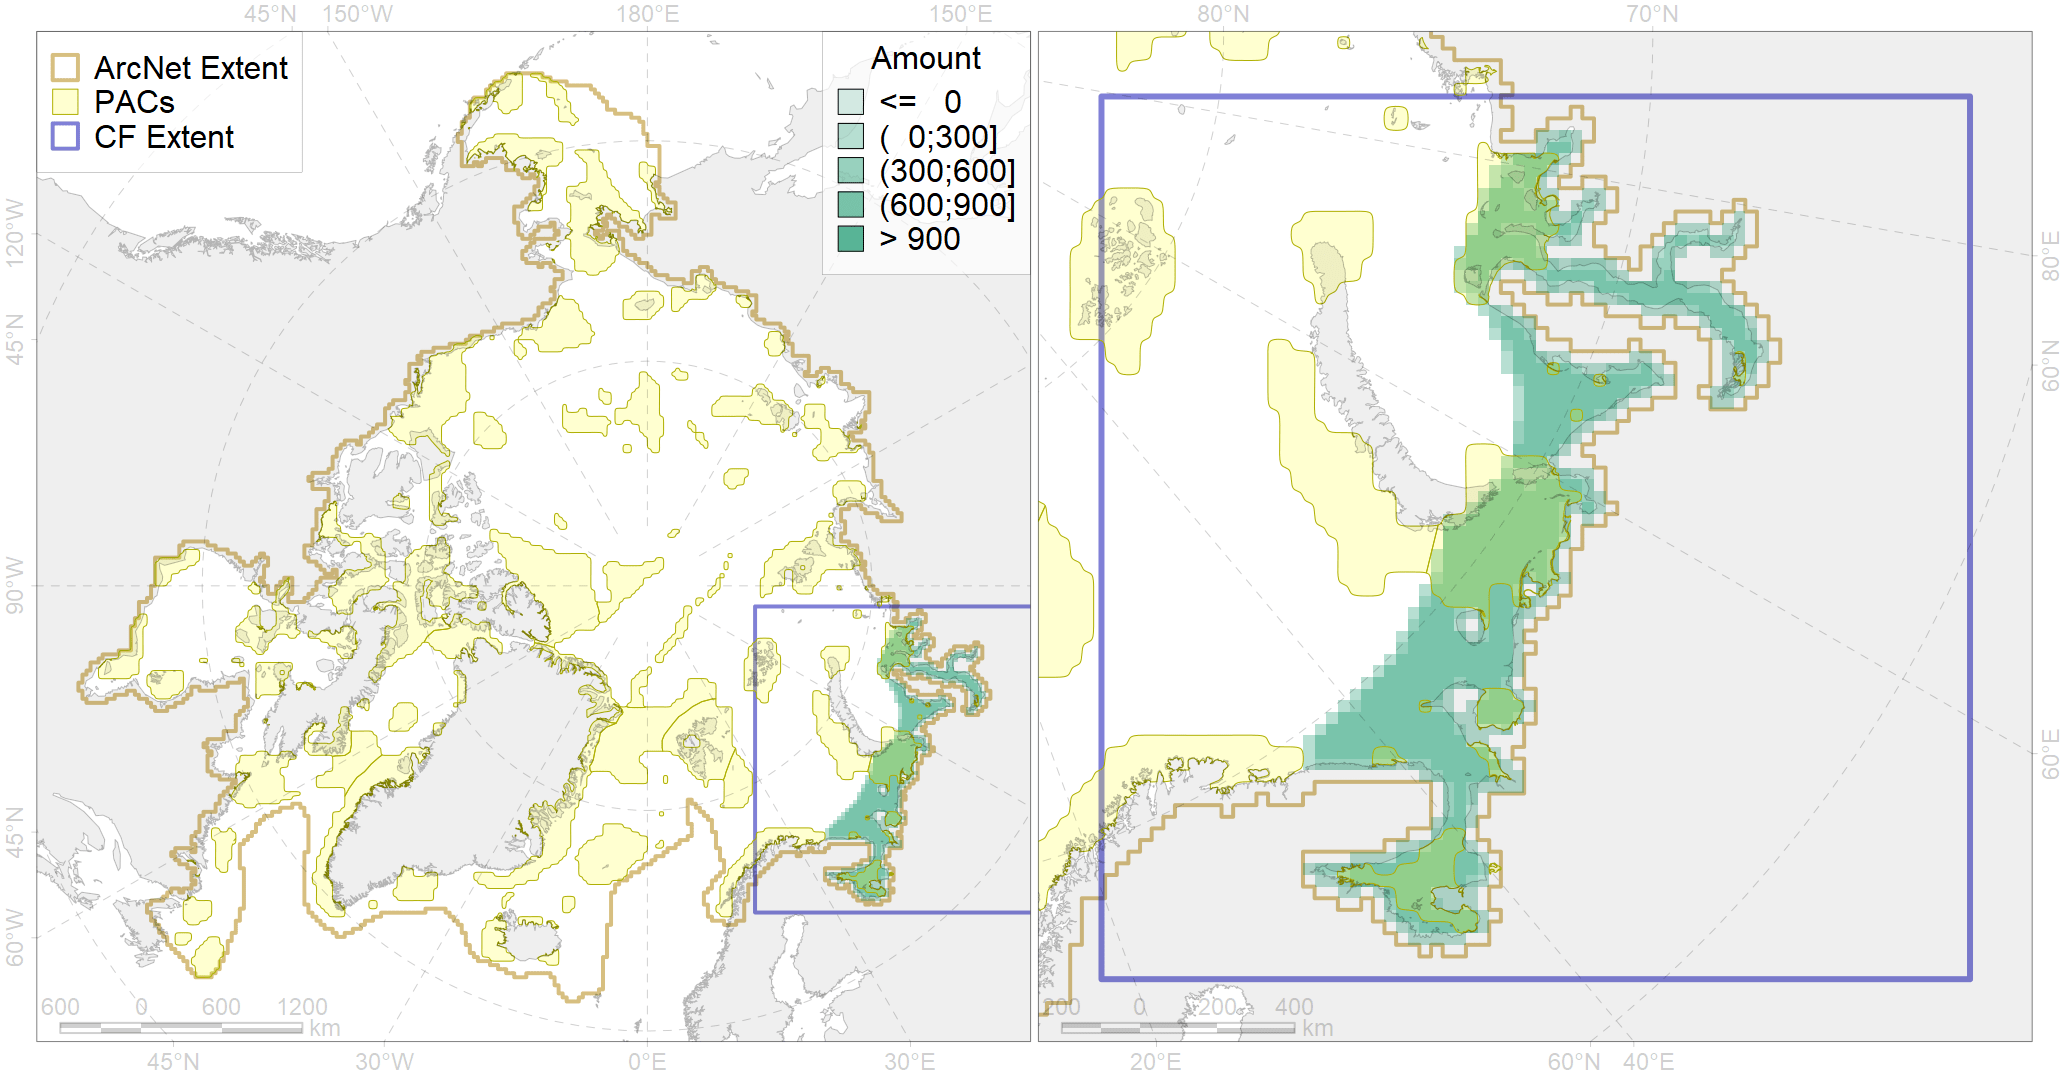 45°N 150°W 180°E 150°E 80°N 70°N
ArcNet Extent
PACs
CF Extent
Amount
<= 0
( 0;300]
(300;600]
(600;900]
> 900
120°W
45°N
90°W
45°N
60°W
80°E
60°N
60°E
600 0 600 1200
km
200 0 200 400
km
45°N 30°W 0°E 30°E 20°E 60°N 40°E